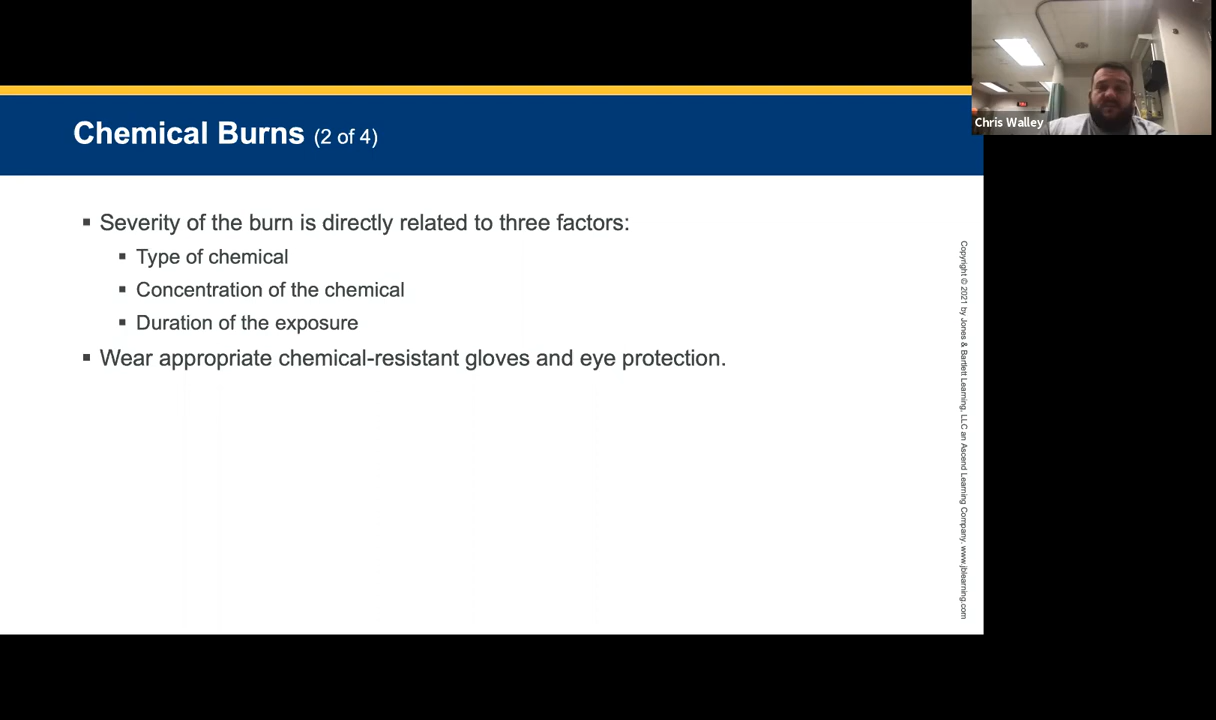 Chemical Burns (2 of 4)
▪ Severity of the burn is directly related to three factors:
▪ Type of chemical
▪ Concentration of the chemical
▪ Duration of the exposure
▪ Wear appropriate chemical-resistant gloves and eye protection.
Copyright © 2021 by Jones & Bartlett Learning, LLC an Ascend Learning Company. www.jblearning.com
Chris Walley